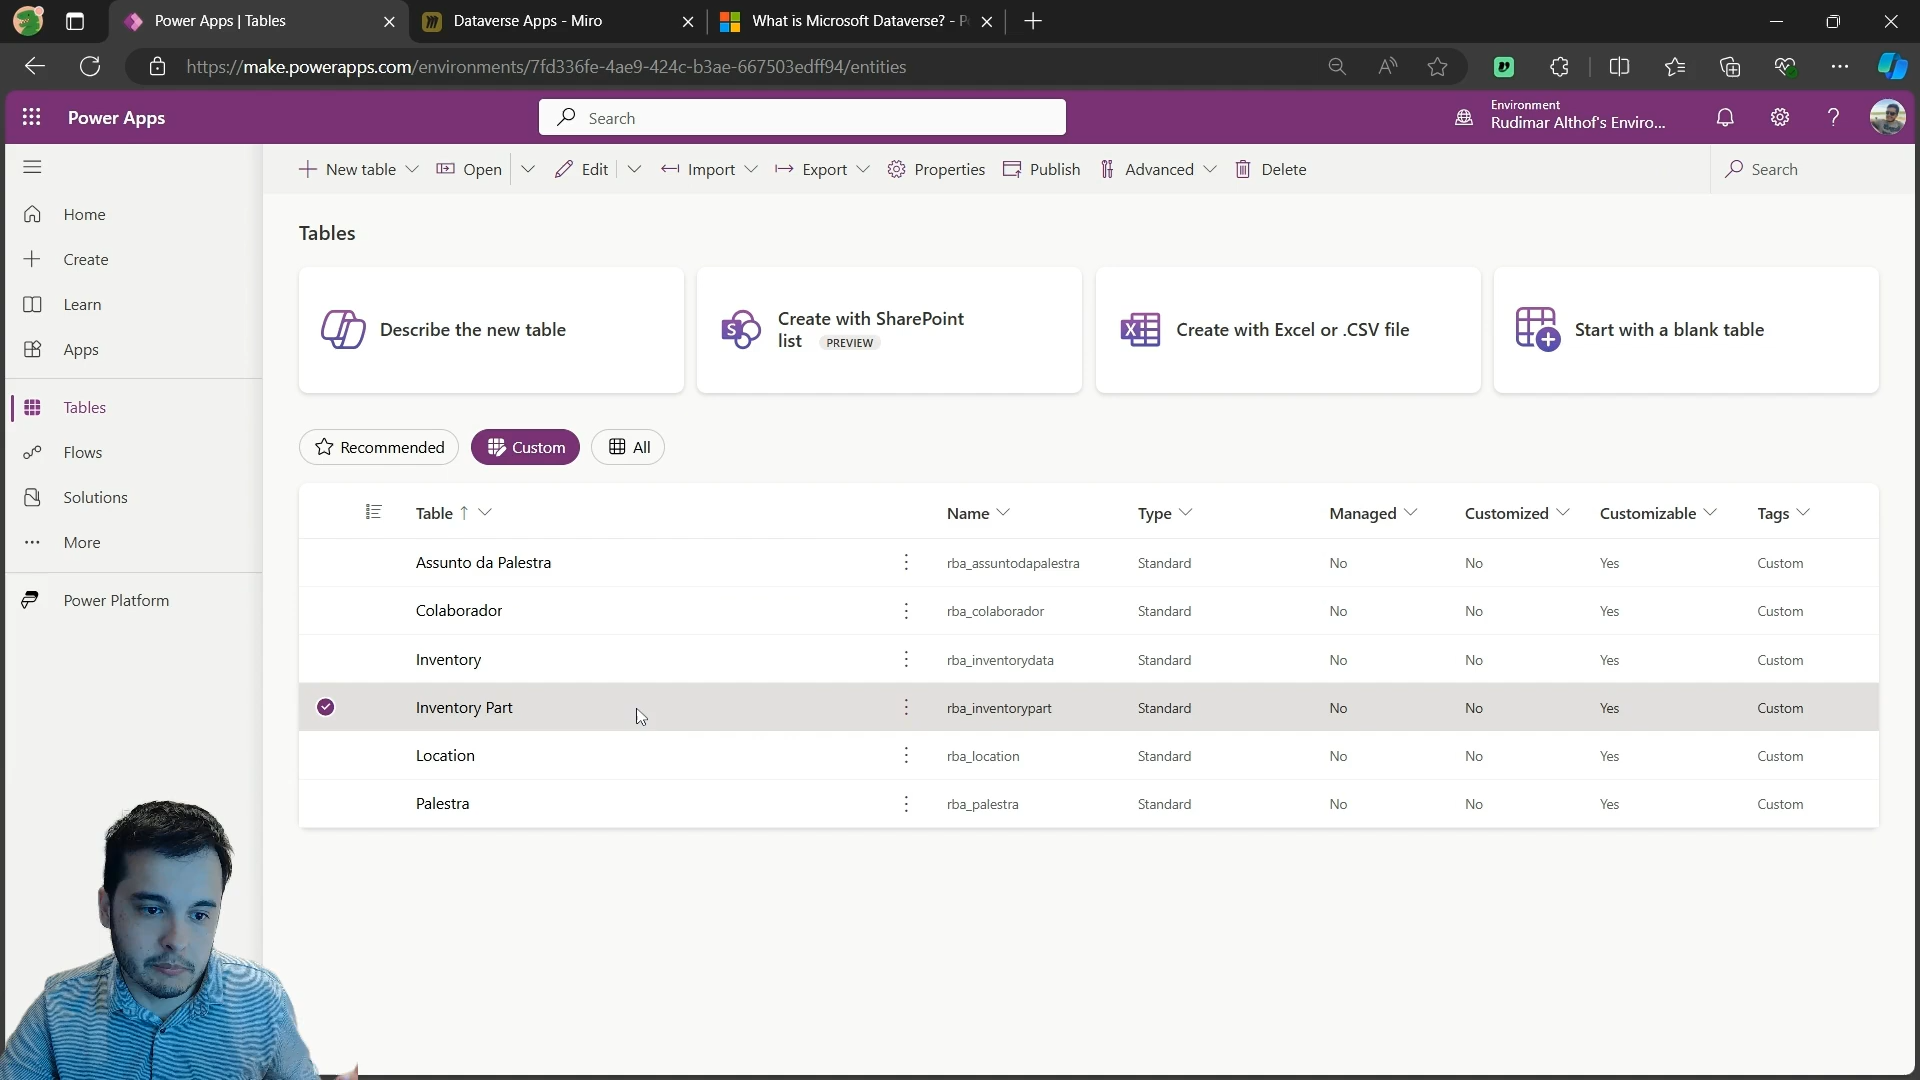 Power Apps | Tables
Dataverse Apps - Miro
What is Microsoft Dataverse? - P
https://make.powerapps.com/environments/7fd336fe-4ae9-424c-b3ae-667503edff94/entities
Power Apps
Search
Environment
Rudimar Althof's Enviro...
New table
Open
Edit
Import
Export
Properties
Publish
Advanced
Delete
Search
Home
Create
Learn
Apps
Tables
Flows
Solutions
More
Power Platform
Tables
Describe the new table
Create with SharePoint
list PREVIEW
Create with Excel or .CSV file
Start with a blank table
Recommended
Custom
All
Table Name Type Managed Customized Customizable Tags
Assunto da Palestra rba_assuntodapalestra Standard No No Yes Custom
Colaborador rba_colaborador Standard No No Yes Custom
Inventory rba_inventorydata Standard No No Yes Custom
Inventory Part rba_inventorypart Standard No No Yes Custom
Location rba_location Standard No No Yes Custom
Palestra rba_palestra Standard No No Yes Custom